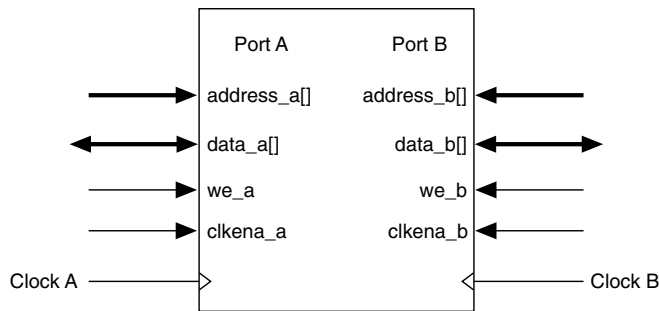 Port A Port B
address_a[] address_b[]
data_a[] data_b[]
we_a we_b
clkena_a clkena_b
Clock A Clock B